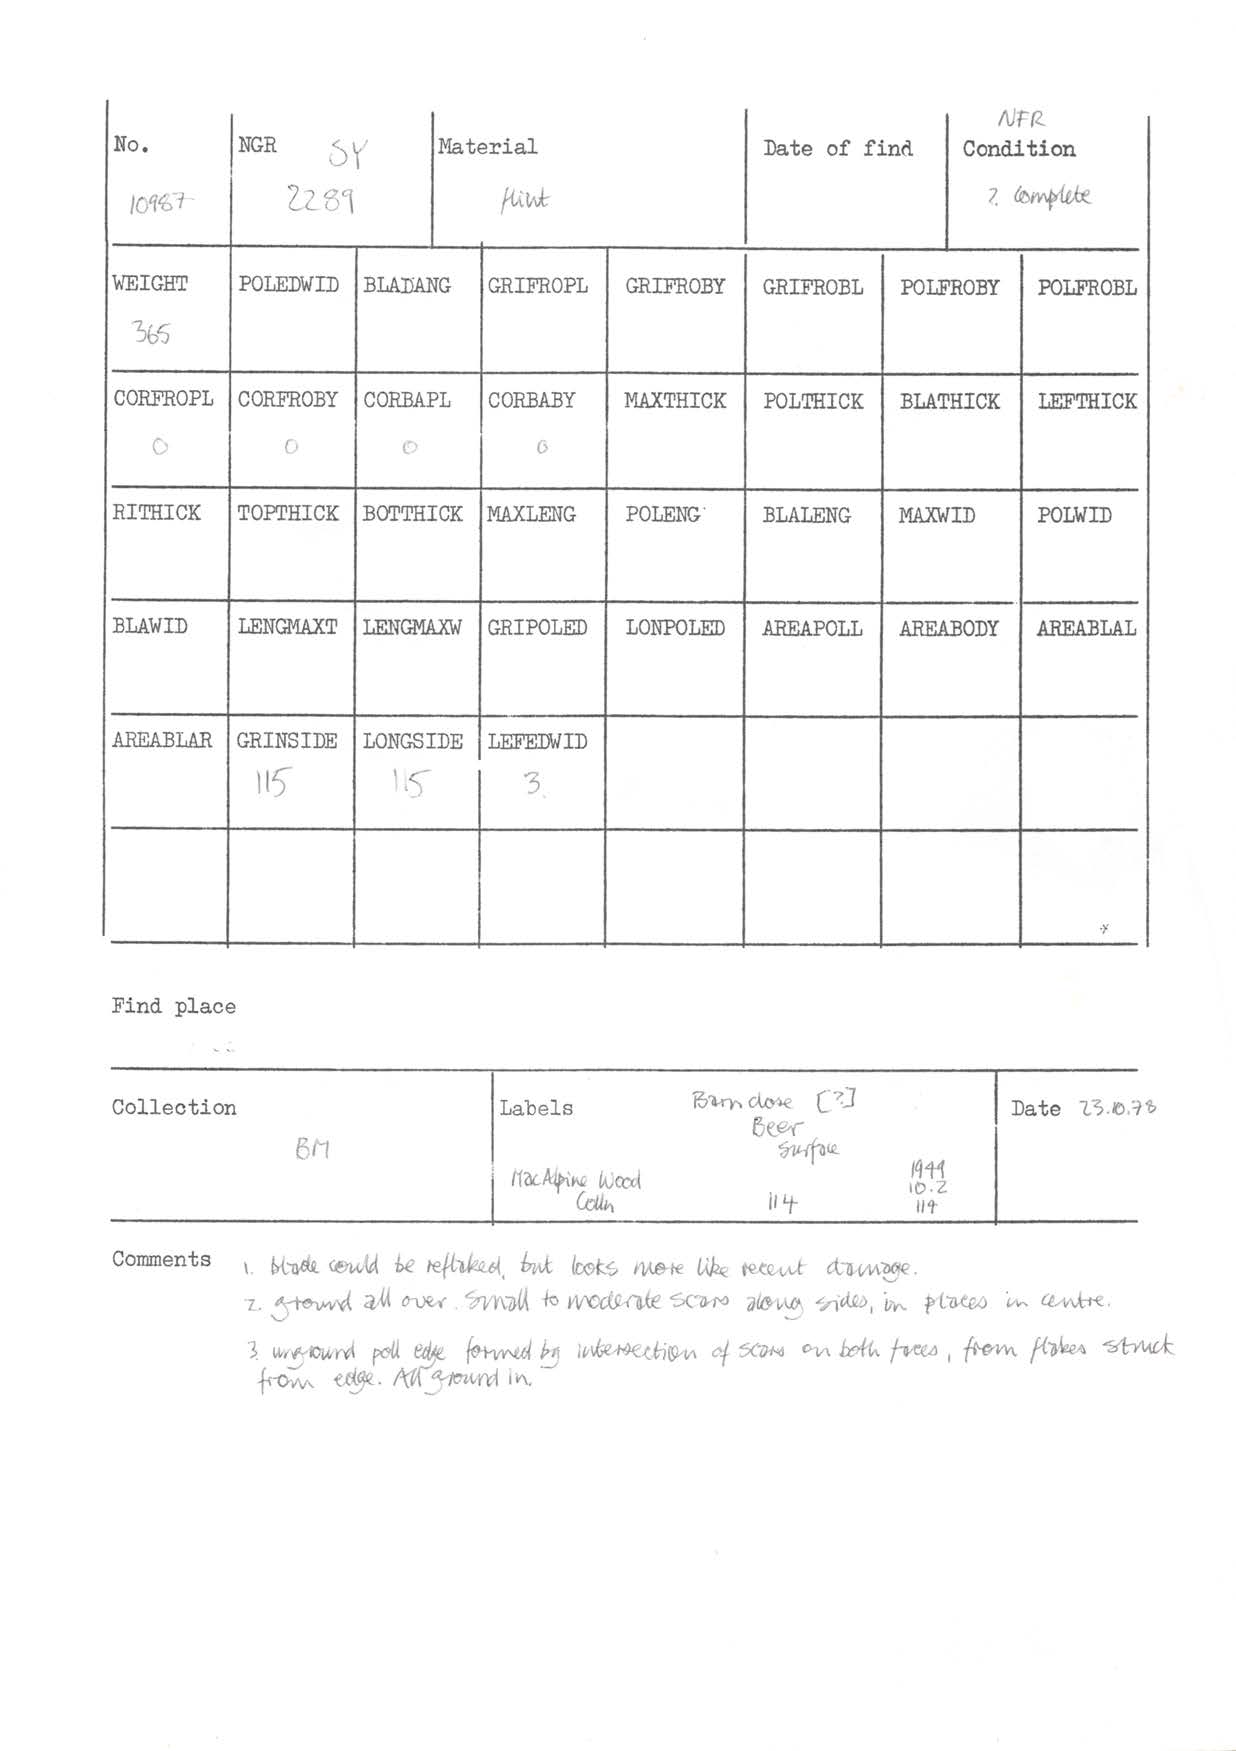 NFR
No. NGR SY Material Date of find Condition
10987 2289 flint ? complete
WEIGHT POLEDWID BLADANG GRIFROPL GRIFROBY GRIFROBL POLFROBY POLFROBL
365
CORFROPL CORFROBY CORBAPL CORBABY MAXTHICK POLTHICK BLATHICK LEFTHICK
0 0 0 0
RITHICK TOPTHICK BOTTHICK MAXLENG POLENG BLALENG MAXWID POLWID
BLAWID LENGMAXT LENGMAXW GRIPOLED LONPOLED AREAPOLL AREABODY AREABLAL
AREABLAR GRINSIDE LONGSIDE LEFEDWID
115 115 3.
Find place
Collection Labels Barn close [?] Date 23.10.78
Beer
BM Surface
MacAlpine Wood 1949
Colln 114 10.2
114
Comments 1. blade could be reflaked, but looks more like recent damage.
2. ground all over. Small to moderate scars along sides, in places in centre.
3. unground poll edge formed by intersection of scars on both faces, from flakes struck
from edge. All ground in.